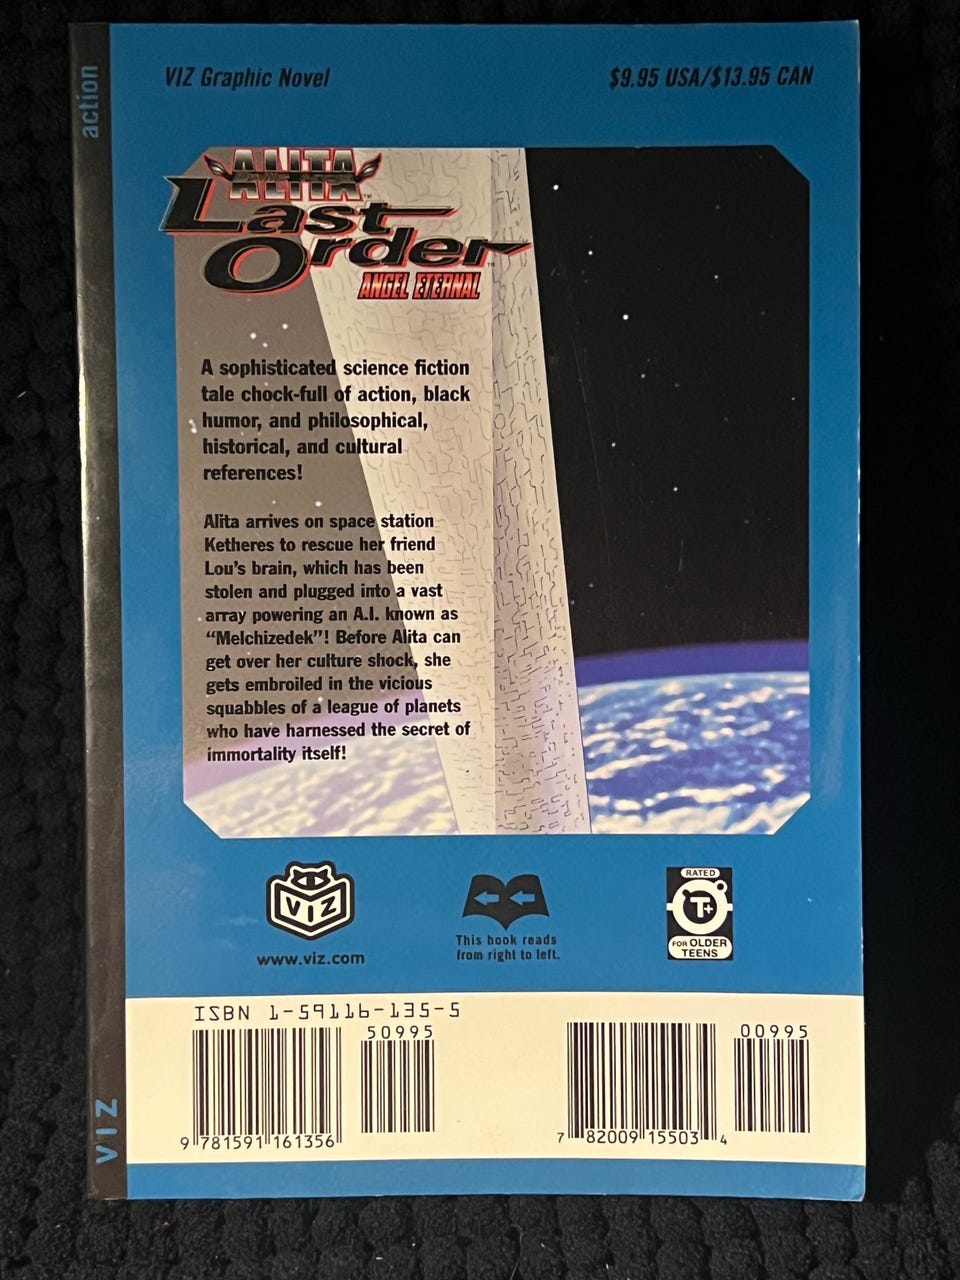 action
VIZ Graphic Novel
$9.95 USA/$13.95 CAN
ALITA™
Last
Order™
ANGEL ETERNAL
A sophisticated science fiction
tale chock-full of action, black
humor, and philosophical,
historical, and cultural
references!
Alita arrives on space station
Ketheres to rescue her friend
Lou's brain, which has been
stolen and plugged into a vast
array powering an A.I. known as
“Melchizedek”! Before Alita can
get over her culture shock, she
gets embroiled in the vicious
squabbles of a league of planets
who have harnessed the secret of
immortality itself!
VIZ
www.viz.com
This book reads
from right to left.
RATED
T+
FOR OLDER
TEENS
ISBN 1-59116-135-5
50995
9 781591 161356
00995
7 82009 15503 4
VIZ